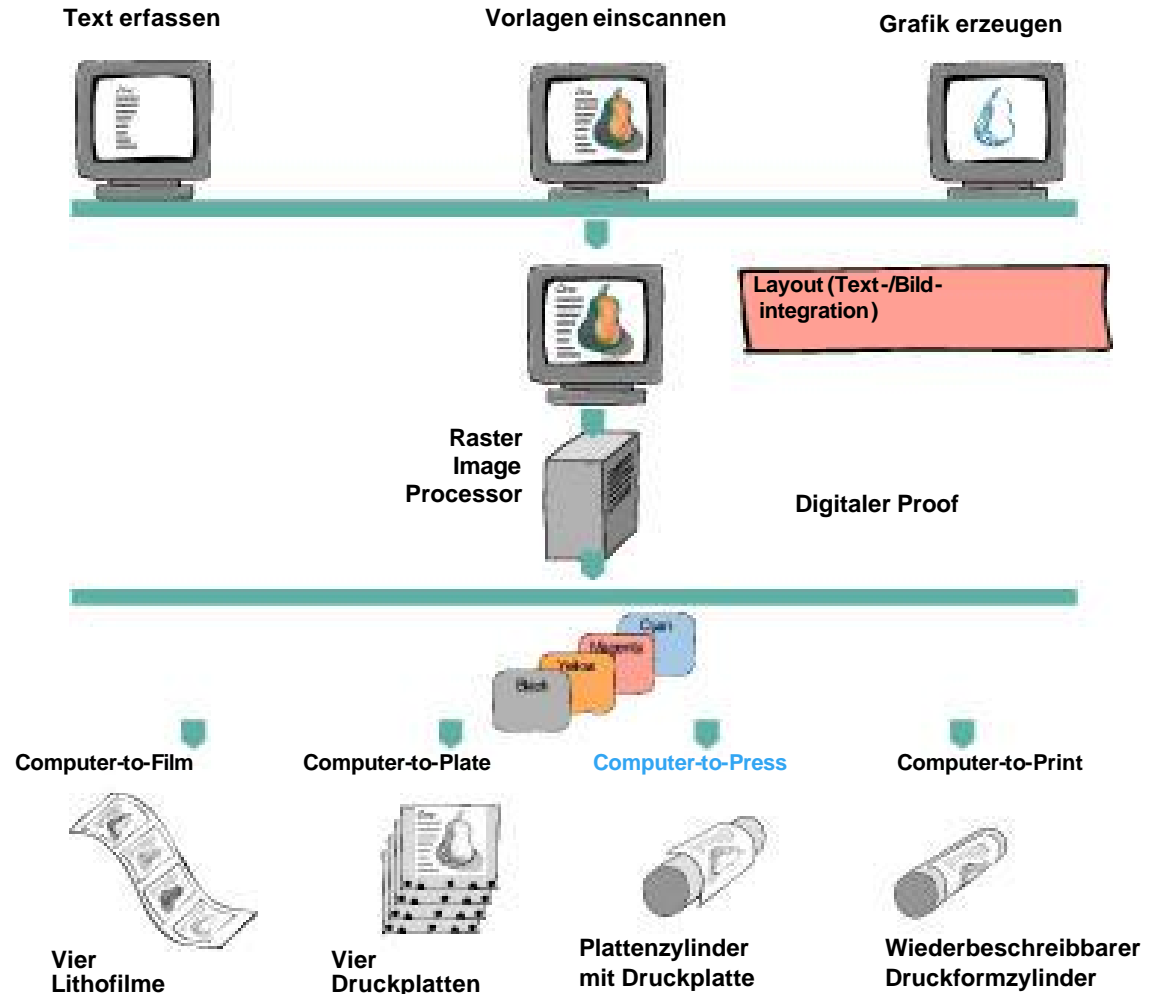 Text erfassen
Vorlagen einscannen
Grafik erzeugen
Layout (Text-/Bild-
integration)
Raster
Image
Processor
Digitaler Proof
Cyan
Magenta
Yellow
Black
Computer-to-Film
Computer-to-Plate
Computer-to-Press
Computer-to-Print
Vier
Lithofilme
Vier
Druckplatten
Plattenzylinder
mit Druckplatte
Wiederbeschreibbarer
Druckformzylinder